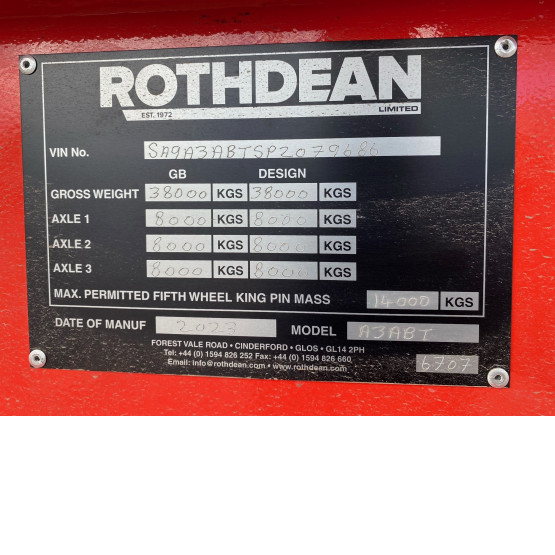 ROTHDEAN
EST. 1972 LIMITED
VIN No. SA9A3ABTSP2079686
GB DESIGN
GROSS WEIGHT 38000 KGS 38000 KGS
AXLE 1 8000 KGS 8000 KGS
AXLE 2 8000 KGS 8000 KGS
AXLE 3 8000 KGS 8000 KGS
MAX. PERMITTED FIFTH WHEEL KING PIN MASS 14000 KGS
DATE OF MANUF 2023 MODEL A3ABT
FOREST VALE ROAD • CINDERFORD • GLOS • GL14 2PH
Tel: +44 (0) 1594 826 252 Fax: +44 (0) 1594 826 660
Email: info@rothdean.com • www.rothdean.com
6707